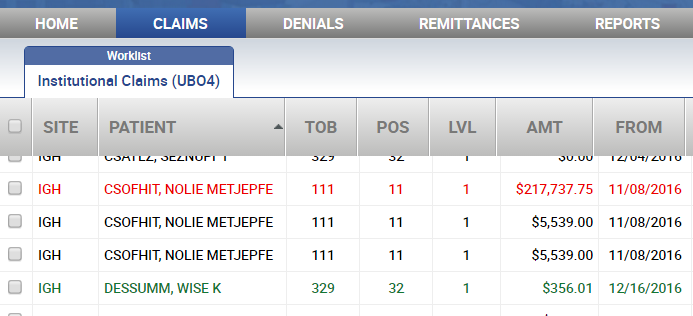 HOME CLAIMS DENIALS REMITTANCES REPORTS
Worklist
Institutional Claims (UB04)
SITE PATIENT TOB POS LVL AMT FROM
IGH 329 32 1 $0.00 12/04/2016
IGH CSOFHIT, NOLIE METJEPFE 111 11 1 $217,737.75 11/08/2016
IGH CSOFHIT, NOLIE METJEPFE 111 11 1 $5,539.00 11/08/2016
IGH CSOFHIT, NOLIE METJEPFE 111 11 1 $5,539.00 11/08/2016
IGH DESSUMM, WISE K 329 32 1 $356.01 12/16/2016